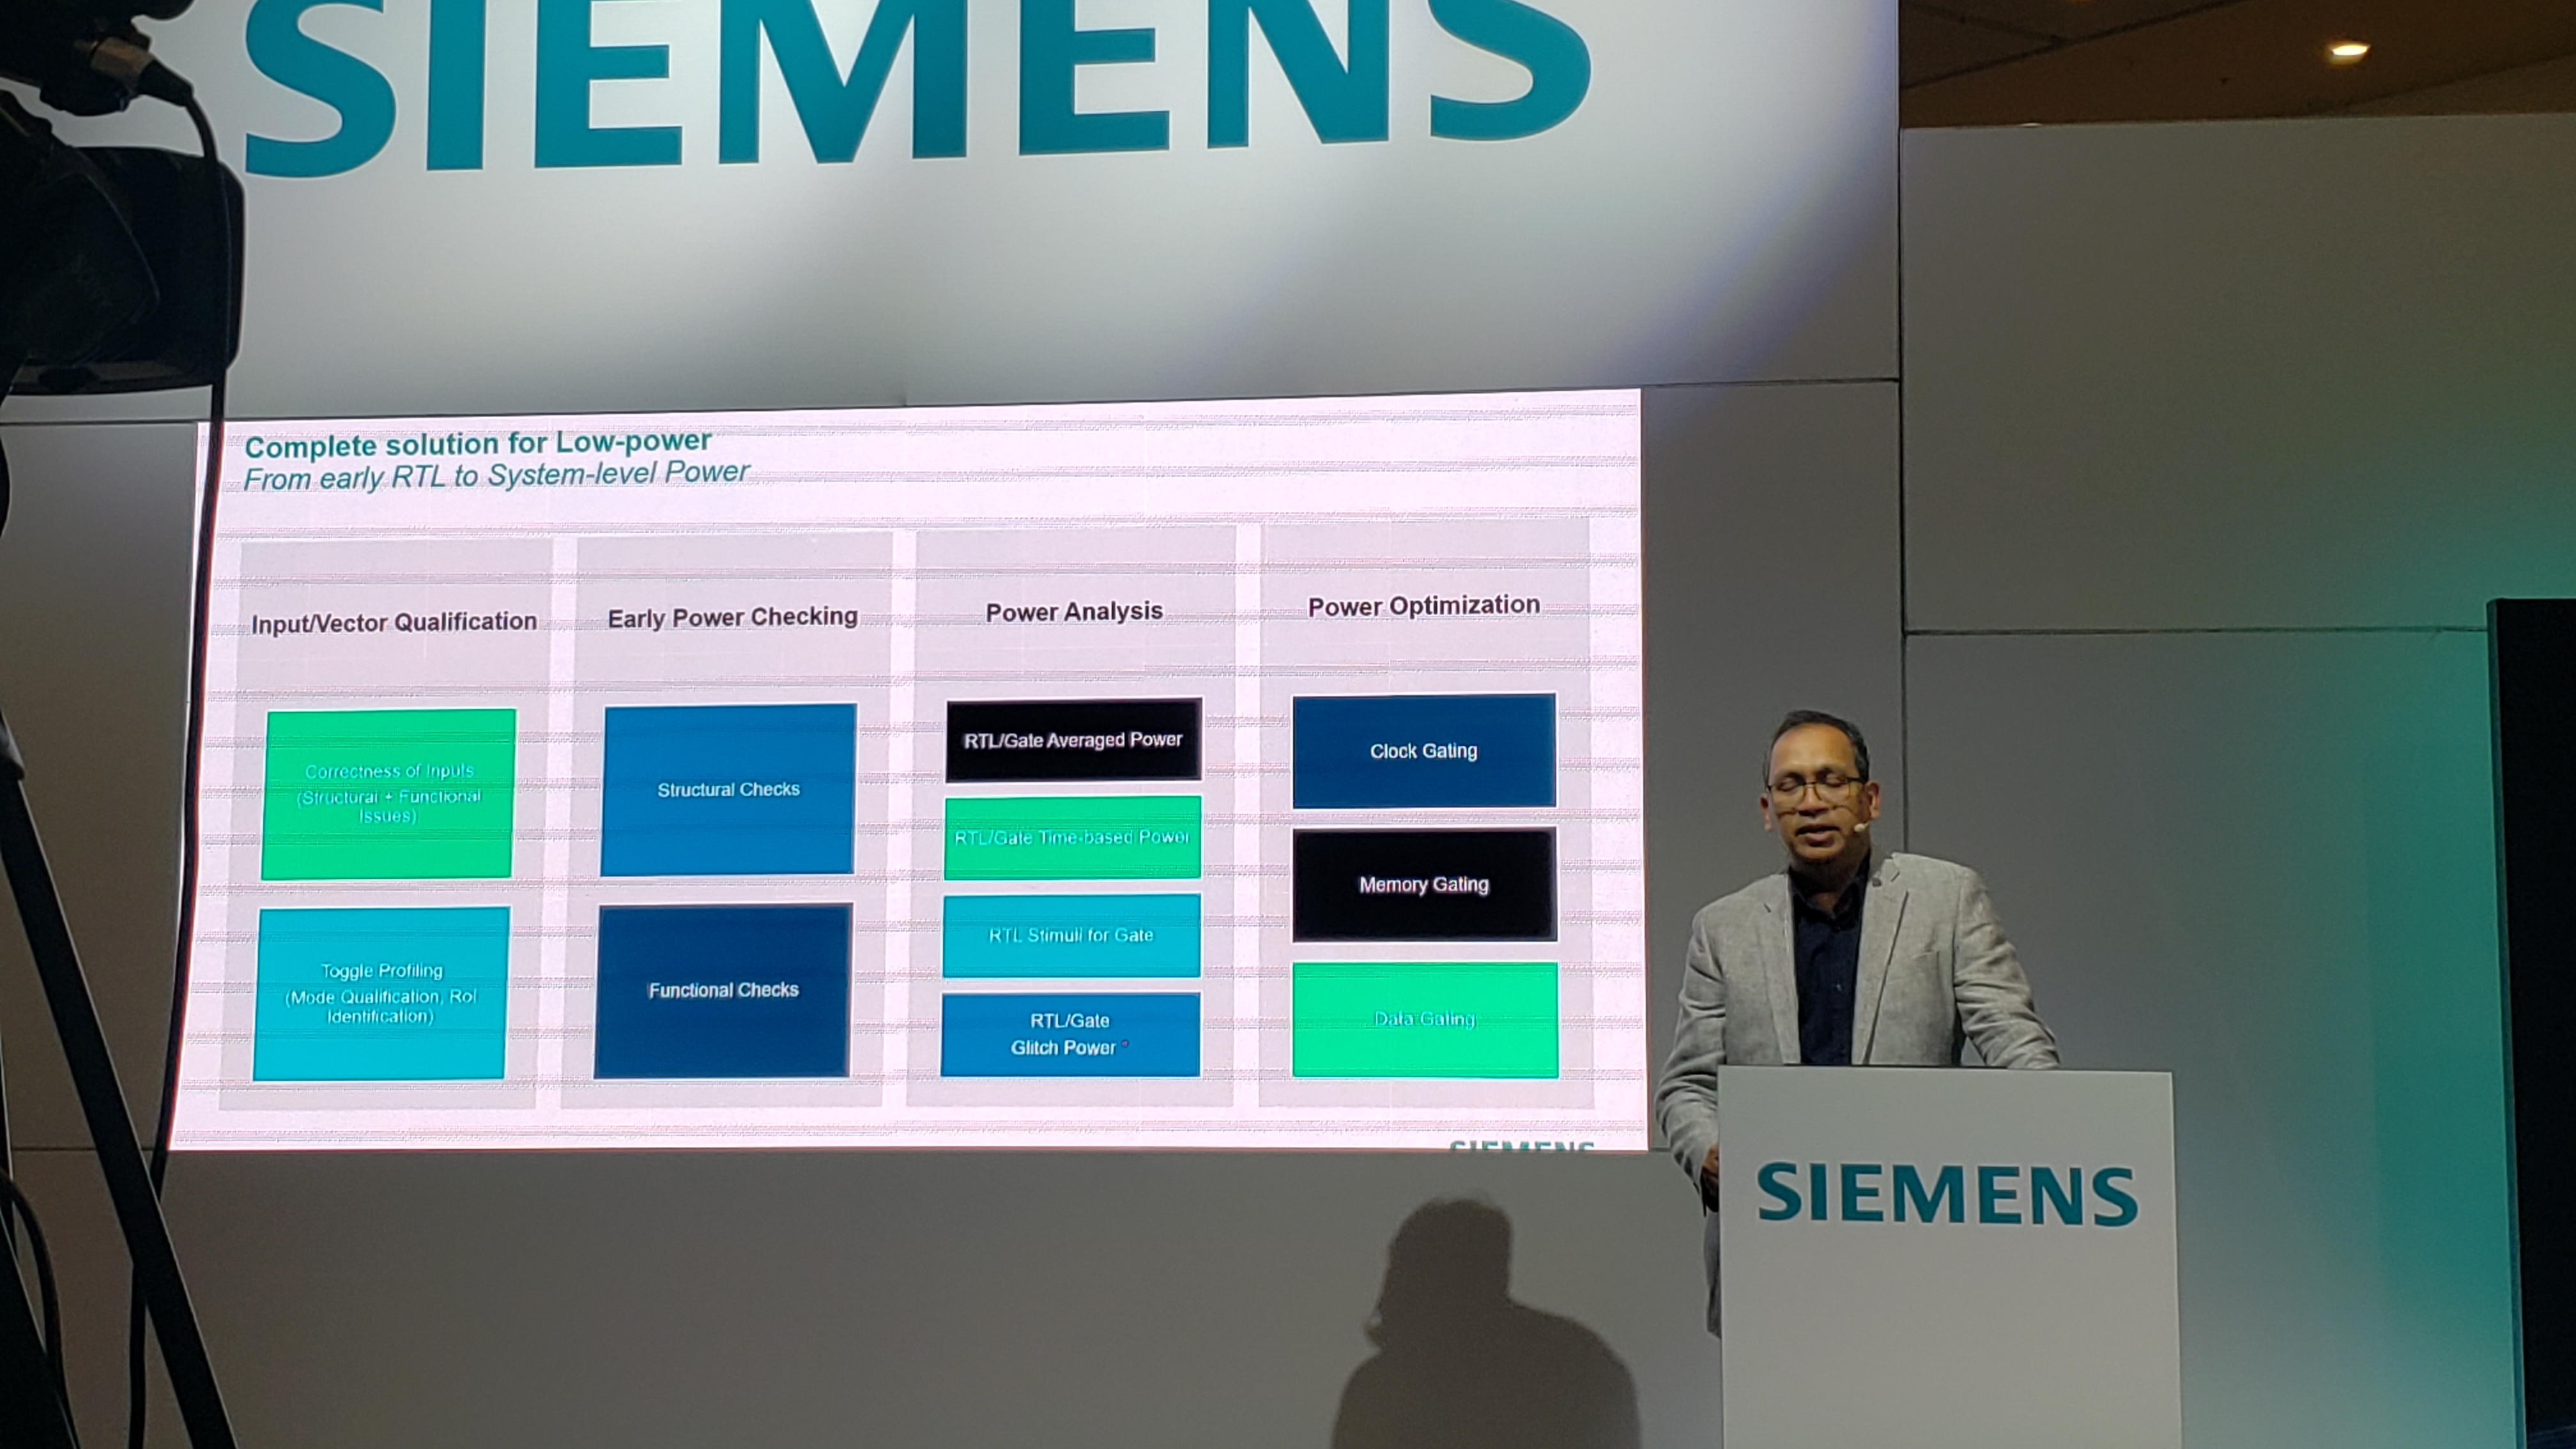 SIEMENS
Complete solution for Low-power
From early RTL to System-level Power
Input/Vector Qualification
Correctness of Inputs
(Structural + Functional
Issues)
Toggle Profiling
(Mode Qualification, RoI
Identification)
Early Power Checking
Structural Checks
Functional Checks
Power Analysis
RTL/Gate Averaged Power
RTL/Gate Time-based Power
RTL Stimuli for Gate
RTL/Gate
Glitch Power *
Power Optimization
Clock Gating
Memory Gating
Data Gating
SIEMENS
SIEMENS